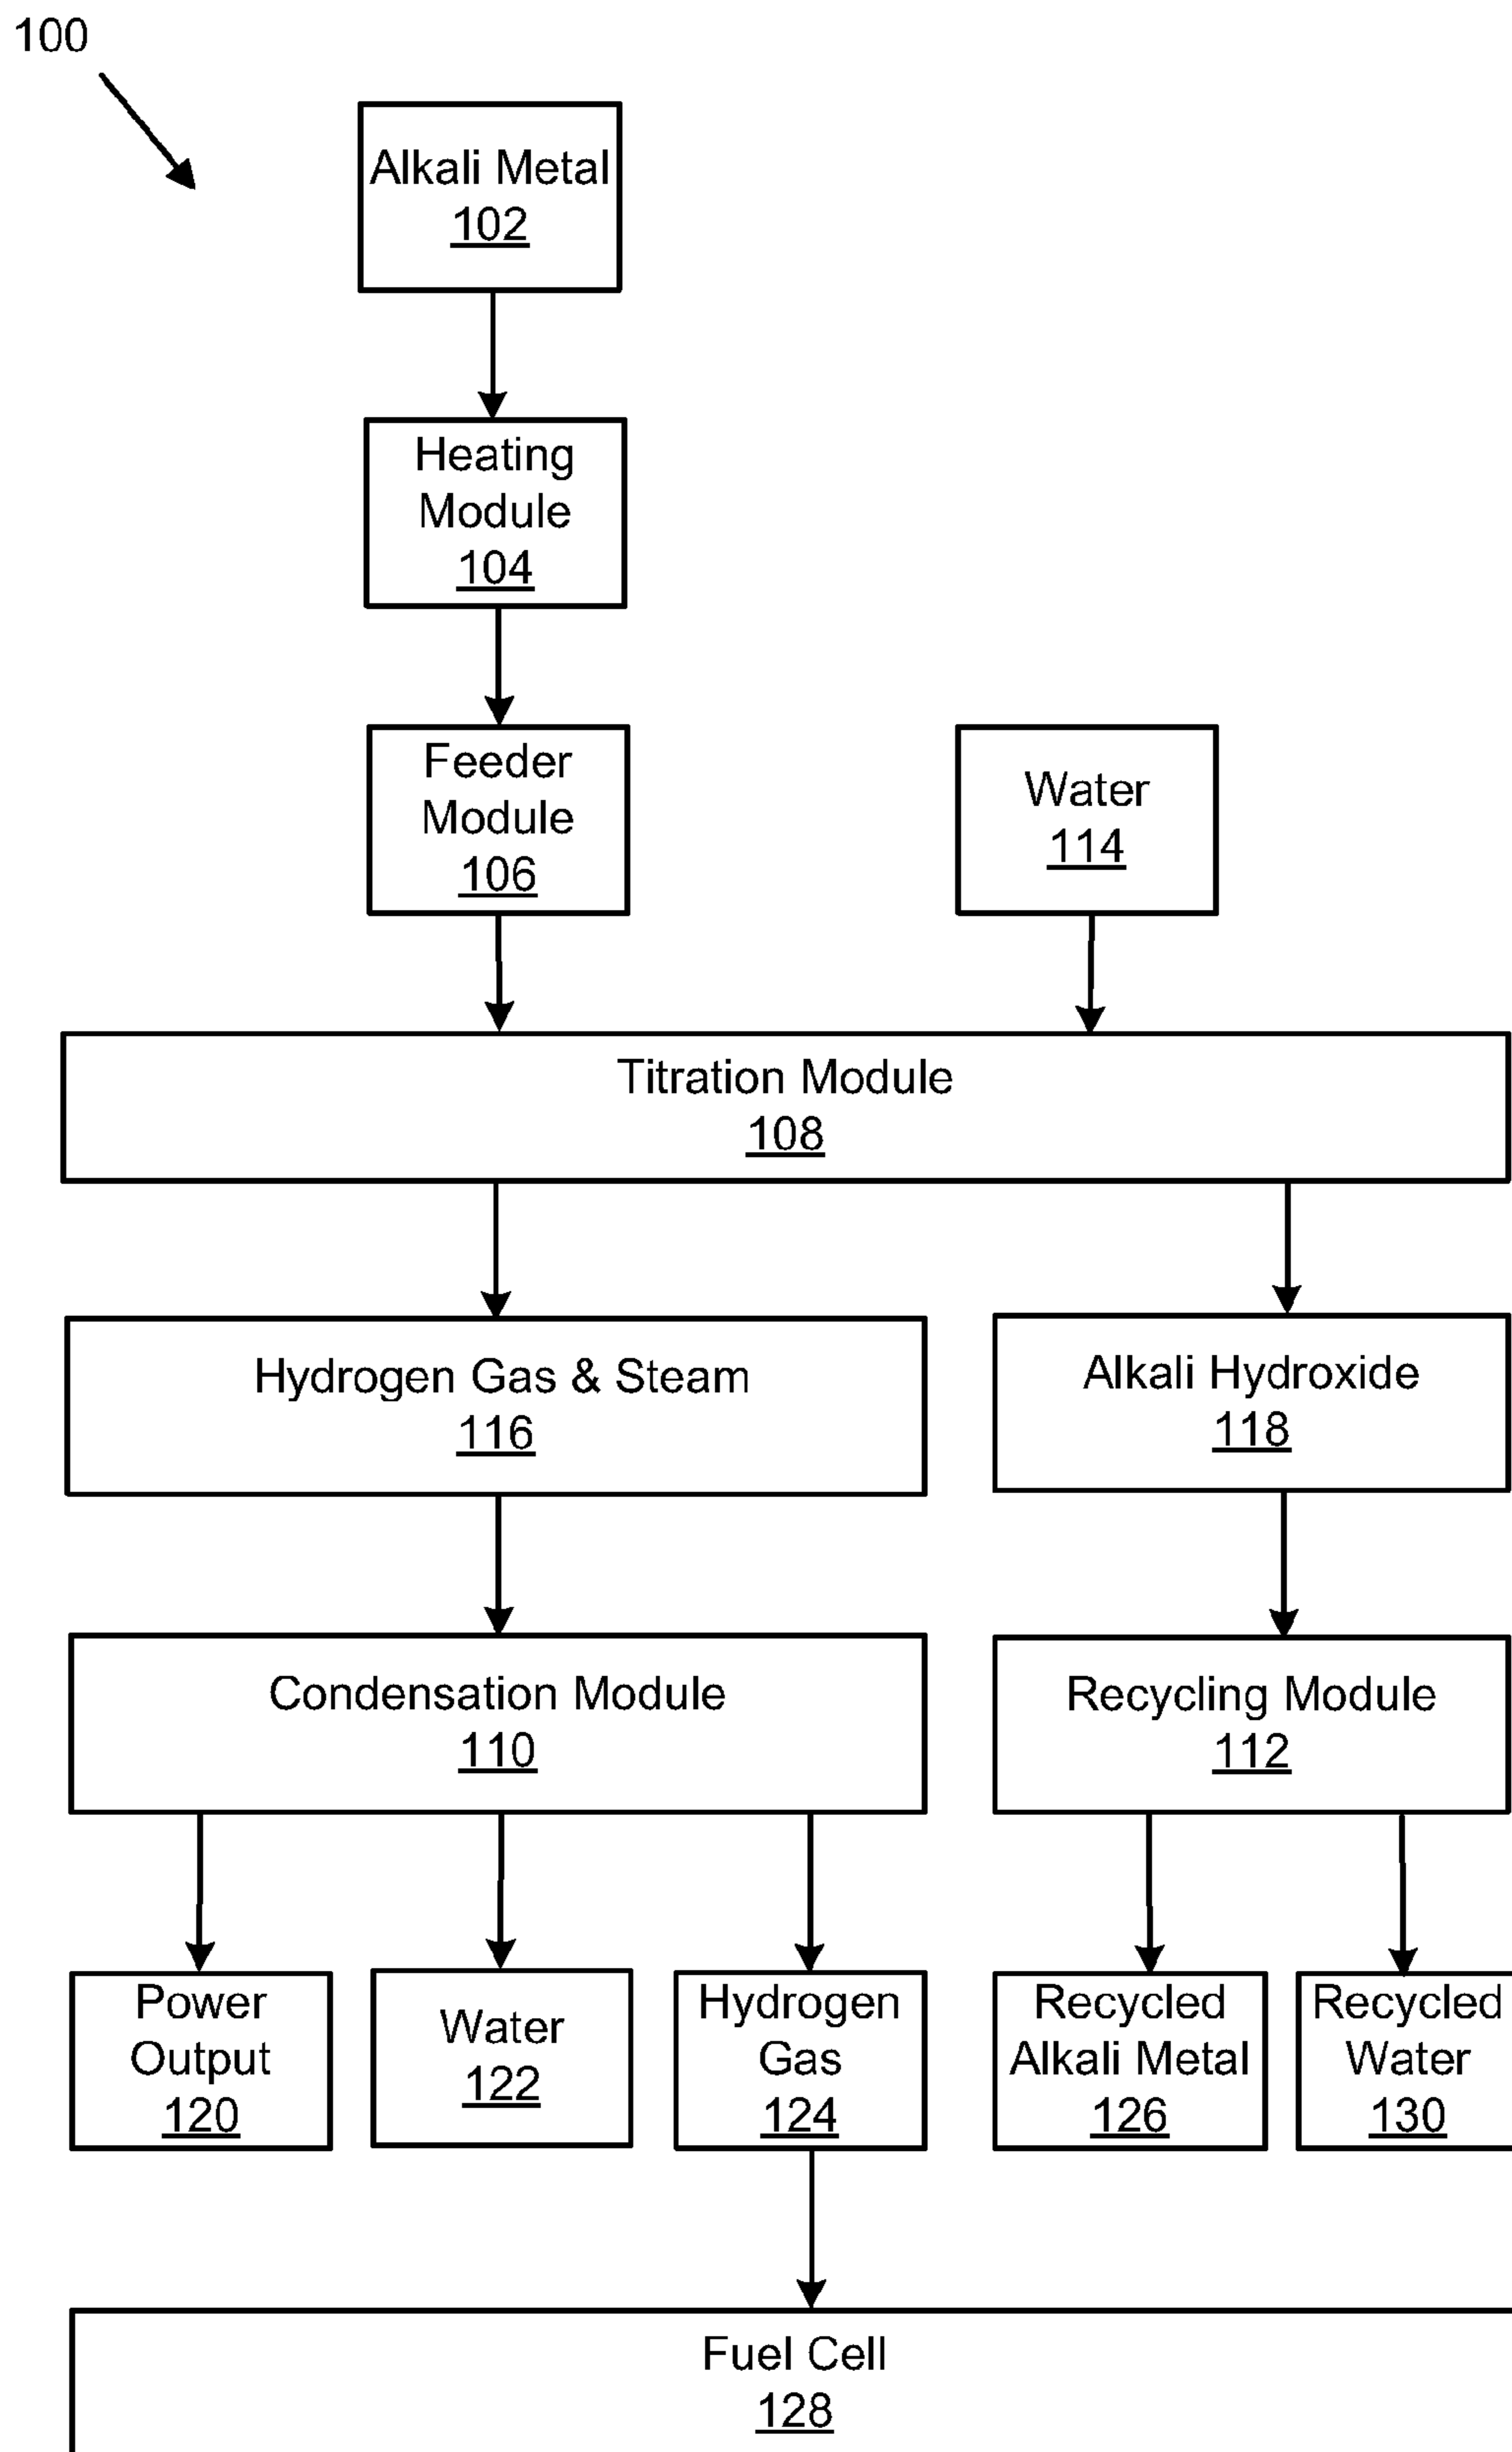 100
Alkali Metal
102
Heating
Module
104
Feeder
Module
106
Water
114
Titration Module
108
Hydrogen Gas & Steam
116
Alkali Hydroxide
118
Condensation Module
110
Recycling Module
112
Power
Output
120
Water
122
Hydrogen
Gas
124
Recycled
Alkali Metal
126
Recycled
Water
130
Fuel Cell
128